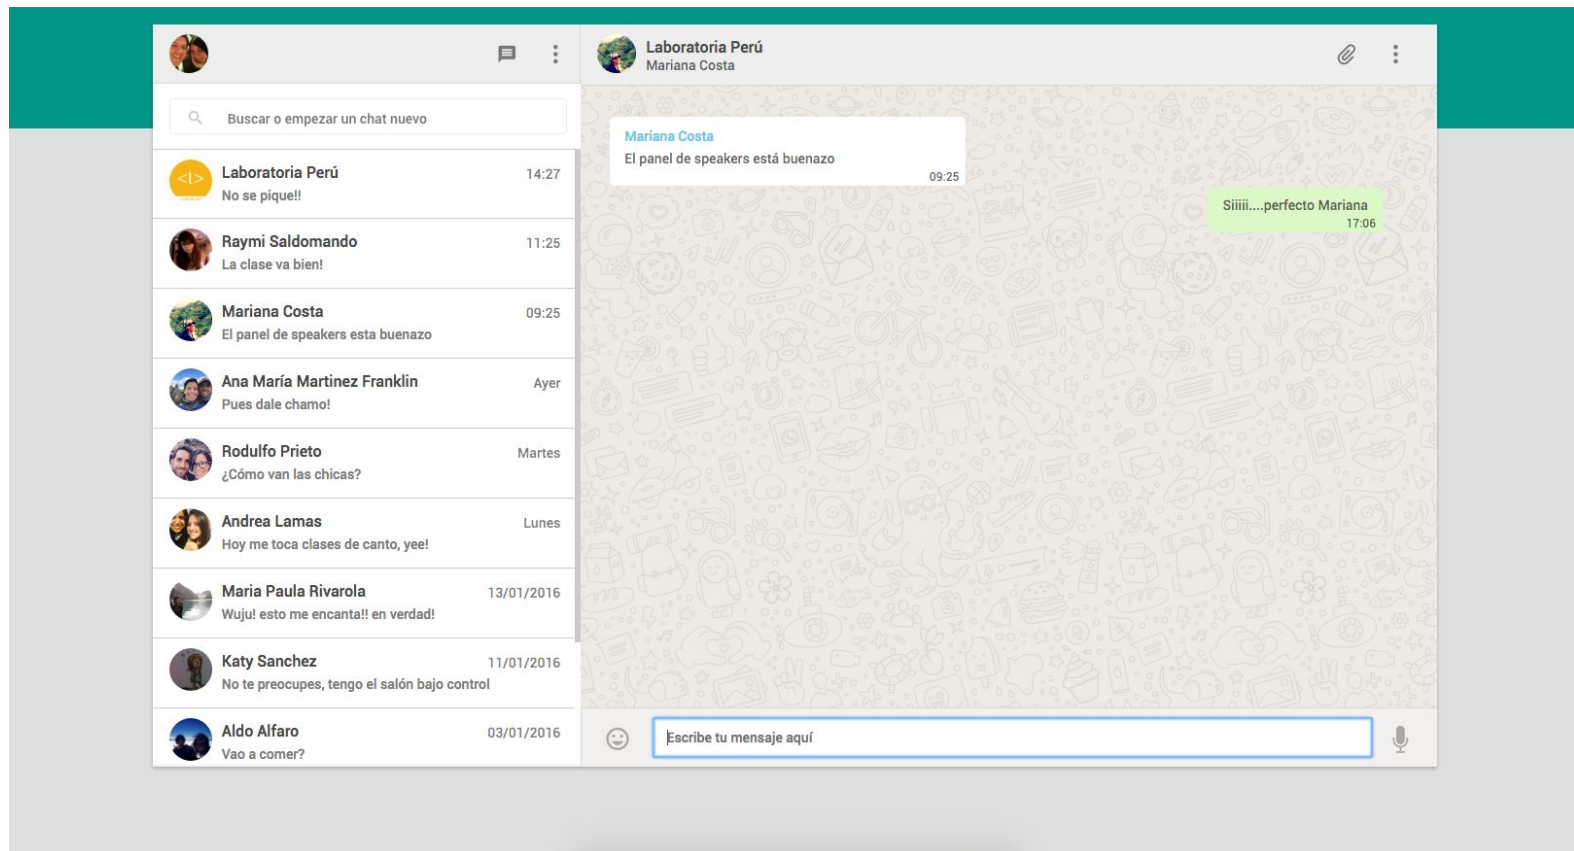 Laboratoria Perú
Mariana Costa
Buscar o empezar un chat nuevo
Laboratoria Perú 14:27
No se pique!!
Raymi Saldomando 11:25
La clase va bien!
Mariana Costa 09:25
El panel de speakers esta buenazo
Ana María Martinez Franklin Ayer
Pues dale chamo!
Rodulfo Prieto Martes
¿Cómo van las chicas?
Andrea Lamas Lunes
Hoy me toca clases de canto, yee!
Maria Paula Rivarola 13/01/2016
Wuju! esto me encanta!! en verdad!
Katy Sanchez 11/01/2016
No te preocupes, tengo el salón bajo control
Aldo Alfaro 03/01/2016
Vao a comer?
Mariana Costa
El panel de speakers está buenazo
09:25
Siiiii....perfecto Mariana
17:06
Escribe tu mensaje aquí